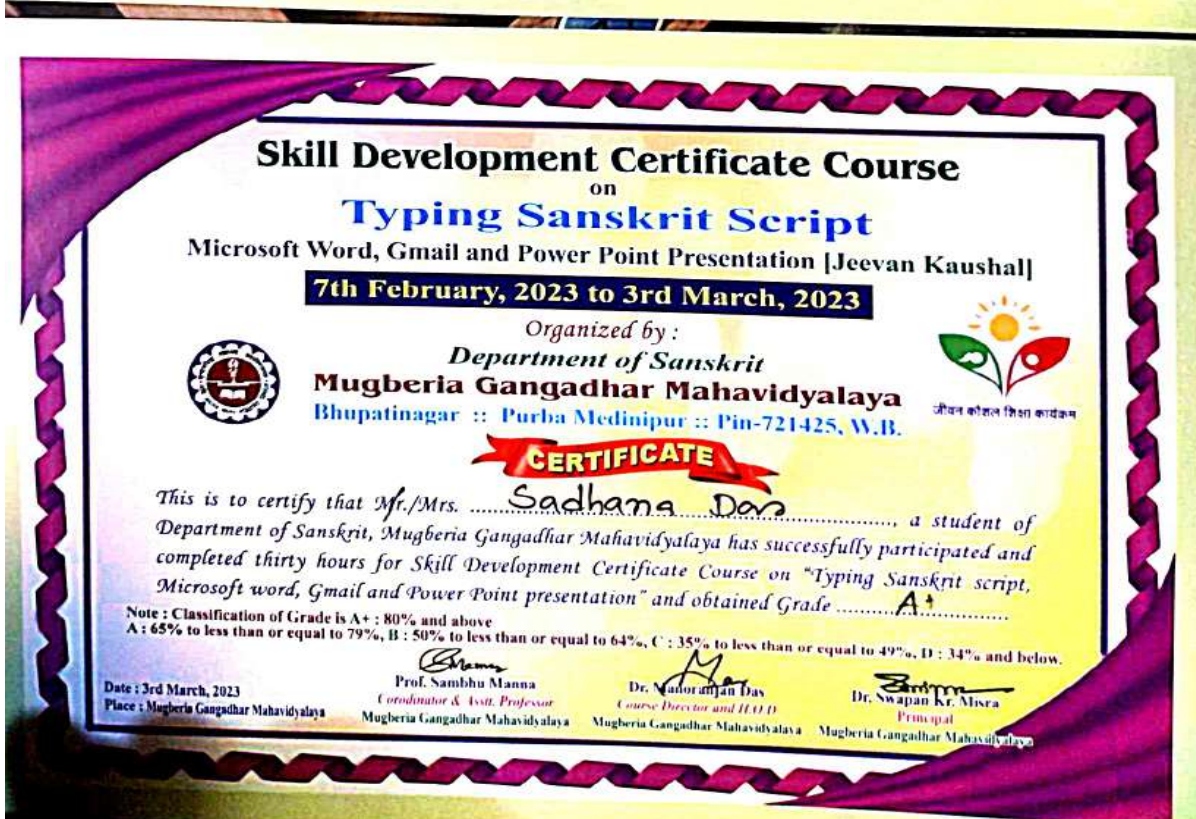 Skill Development Certificate Course
on
Typing Sanskrit Script
Microsoft Word, Gmail and Power Point Presentation [Jeevan Kaushal]
7th February, 2023 to 3rd March, 2023
Organized by :
Department of Sanskrit
Mugberia Gangadhar Mahavidyalaya
Bhupatinagar :: Purba Medinipur :: Pin-721425, W.B.
जीवन कौशल शिक्षा कार्यक्रम
CERTIFICATE
This is to certify that Mr./Mrs. Sadhana Das, a student of
Department of Sanskrit, Mugberia Gangadhar Mahavidyalaya has successfully participated and
completed thirty hours for Skill Development Certificate Course on "Typing Sanskrit script,
Microsoft word, Gmail and Power Point presentation" and obtained Grade A+
Note : Classification of Grade is A+ : 80% and above
A : 65% to less than or equal to 79%, B : 50% to less than or equal to 64%, C : 35% to less than or equal to 49%, D : 34% and below.
Date : 3rd March, 2023
Place : Mugberia Gangadhar Mahavidyalaya
Prof. Sambhu Manna
Corodinator & Asstt. Professor
Mugberia Gangadhar Mahavidyalaya
Dr. Manoranjan Das
Course Director and H.O.D
Mugberia Gangadhar Mahavidyalaya
Dr. Swapan Kr. Misra
Principal
Mugberia Gangadhar Mahavidyalaya